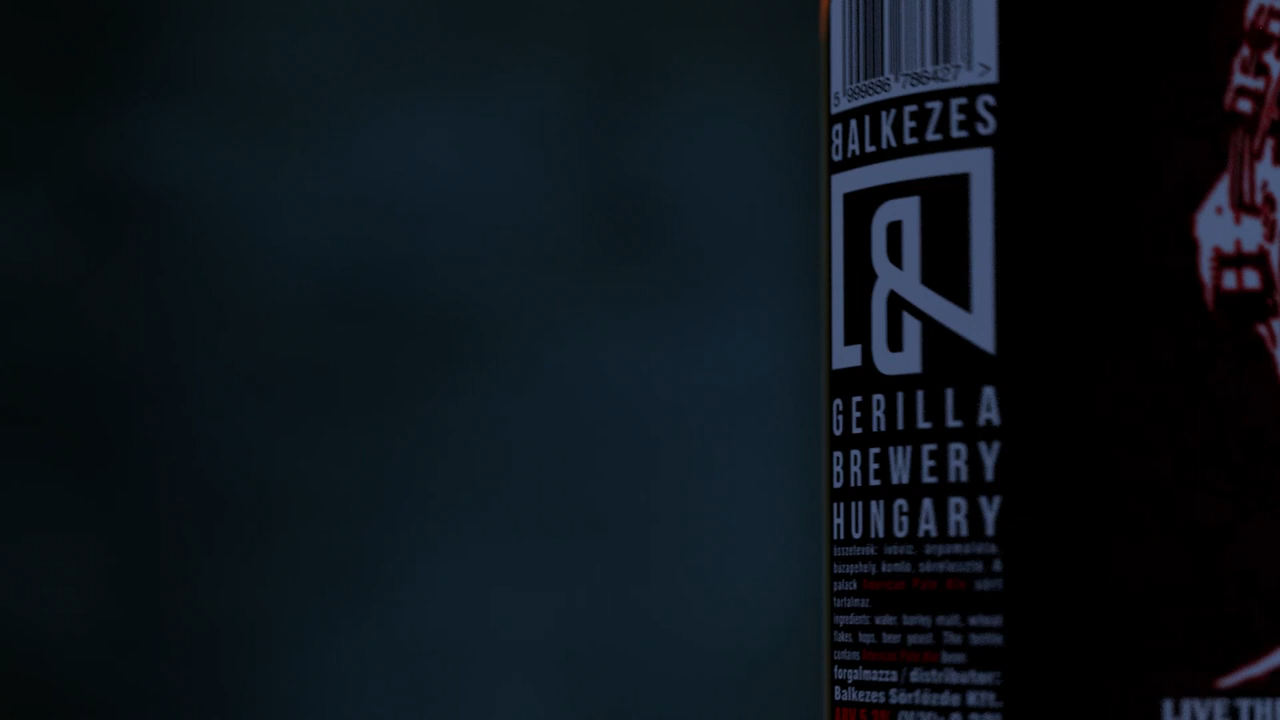 5 999886 786427 >
BALKEZES
GERILLA
BREWERY
HUNGARY
összetevők: ivóvíz, árpamaláta,
búzapehely, komló, sörélesztő. A
palack American Pale Ale sört
tartalmaz.
ingredients: water, barley malt, wheat
flakes, hops, beer yeast. The bottle
contains American Pale Ale beer.
forgalmazza / distributor:
Balkezes Sörfőzde Kft.
LIVE